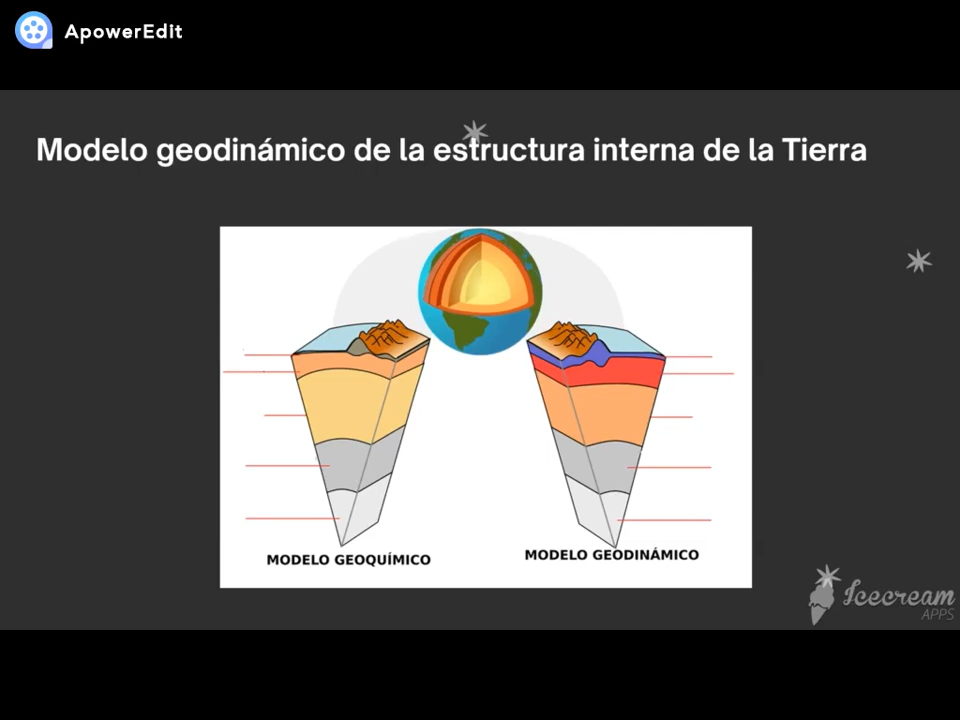 ApowerEdit
Modelo geodinámico de la estructura interna de la Tierra
MODELO GEOQUÍMICO
MODELO GEODINÁMICO
Icecream
APPS